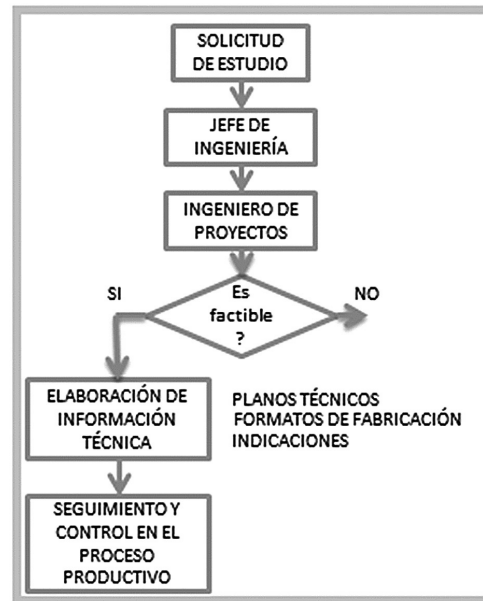 SOLICITUD
DE ESTUDIO
JEFE DE
INGENIERÍA
INGENIERO DE
PROYECTOS
SI
Es
factible
?
NO
ELABORACIÓN DE
INFORMACIÓN
TÉCNICA
PLANOS TÉCNICOS
FORMATOS DE FABRICACIÓN
INDICACIONES
SEGUIMIENTO Y
CONTROL EN EL
PROCESO
PRODUCTIVO